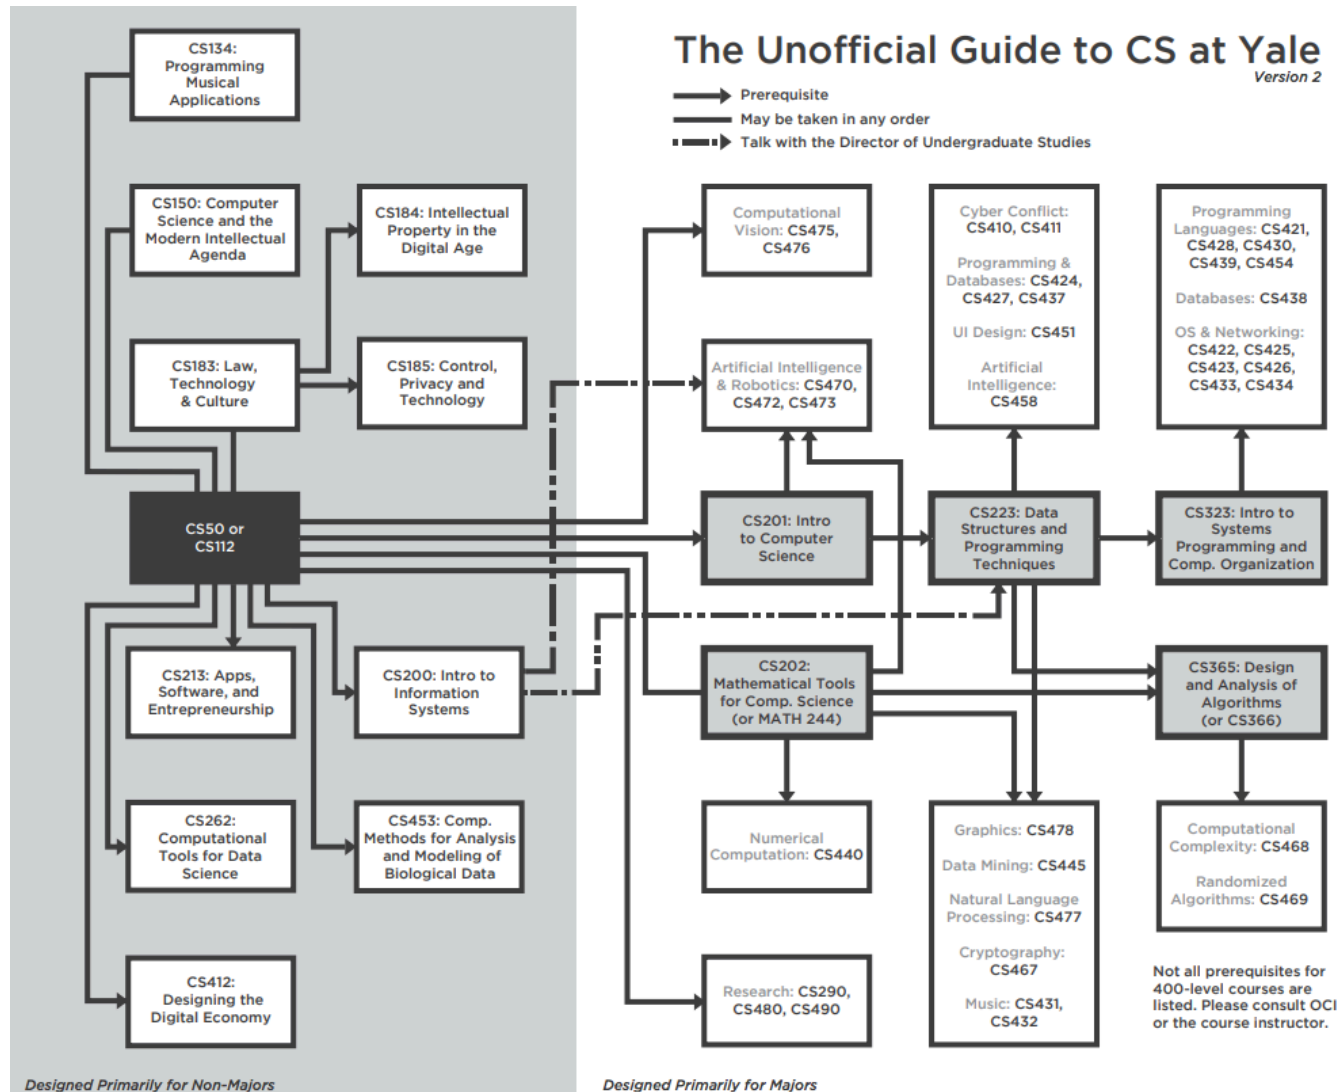 The Unofficial Guide to CS at Yale
Version 2
Prerequisite
May be taken in any order
Talk with the Director of Undergraduate Studies
CS134:
Programming
Musical
Applications
CS150: Computer
Science and the
Modern Intellectual
Agenda
CS184: Intellectual
Property in the
Digital Age
Computational
Vision: CS475,
CS476
Cyber Conflict:
CS410, CS411
Programming &
Databases: CS424,
CS427, CS437
UI Design: CS451
Artificial
Intelligence:
CS458
Programming
Languages: CS421,
CS428, CS430,
CS439, CS454
Databases: CS438
OS & Networking:
CS422, CS425,
CS423, CS426,
CS433, CS434
CS183: Law,
Technology
& Culture
CS185: Control,
Privacy and
Technology
Artificial Intelligence
& Robotics: CS470,
CS472, CS473
CS50 or
CS112
CS201: Intro
to Computer
Science
CS223: Data
Structures and
Programming
Techniques
CS323: Intro to
Systems
Programming and
Comp. Organization
CS213: Apps,
Software, and
Entrepreneurship
CS200: Intro to
Information
Systems
CS202:
Mathematical Tools
for Comp. Science
(or MATH 244)
CS365: Design
and Analysis of
Algorithms
(or CS366)
CS262:
Computational
Tools for Data
Science
CS453: Comp.
Methods for Analysis
and Modeling of
Biological Data
Numerical
Computation: CS440
Graphics: CS478
Data Mining: CS445
Natural Language
Processing: CS477
Cryptography:
CS467
Music: CS431,
CS432
Computational
Complexity: CS468
Randomized
Algorithms: CS469
CS412:
Designing the
Digital Economy
Research: CS290,
CS480, CS490
Not all prerequisites for
400-level courses are
listed. Please consult OCI
or the course instructor.
Designed Primarily for Non-Majors
Designed Primarily for Majors